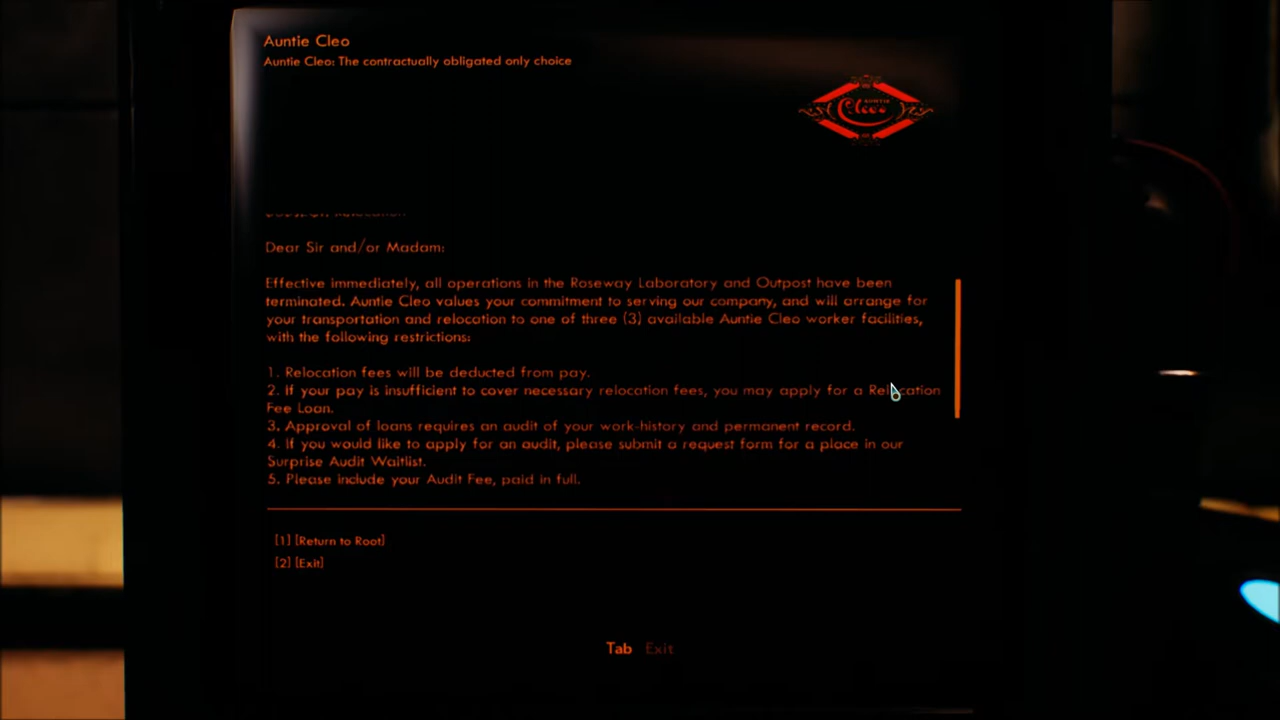 Auntie Cleo
Auntie Cleo: The contractually obligated only choice
AUNTIE
Cleo
Dear Sir and/or Madam:
Effective immediately, all operations in the Roseway Laboratory and Outpost have been
terminated. Auntie Cleo values your commitment to serving our company, and will arrange for
your transportation and relocation to one of three (3) available Auntie Cleo worker facilities,
with the following restrictions:
1. Relocation fees will be deducted from pay.
2. If your pay is insufficient to cover necessary relocation fees, you may apply for a Relocation
Fee Loan.
3. Approval of loans requires an audit of your work-history and permanent record.
4. If you would like to apply for an audit, please submit a request form for a place in our
Surprise Audit Waitlist.
5. Please include your Audit Fee, paid in full.
[1] [Return to Root]
[2] [Exit]
Tab Exit